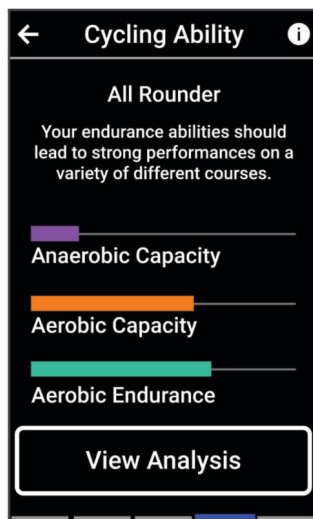 Cycling Ability
All Rounder
Your endurance abilities should
lead to strong performances on a
variety of different courses.
Anaerobic Capacity
Aerobic Capacity
Aerobic Endurance
View Analysis